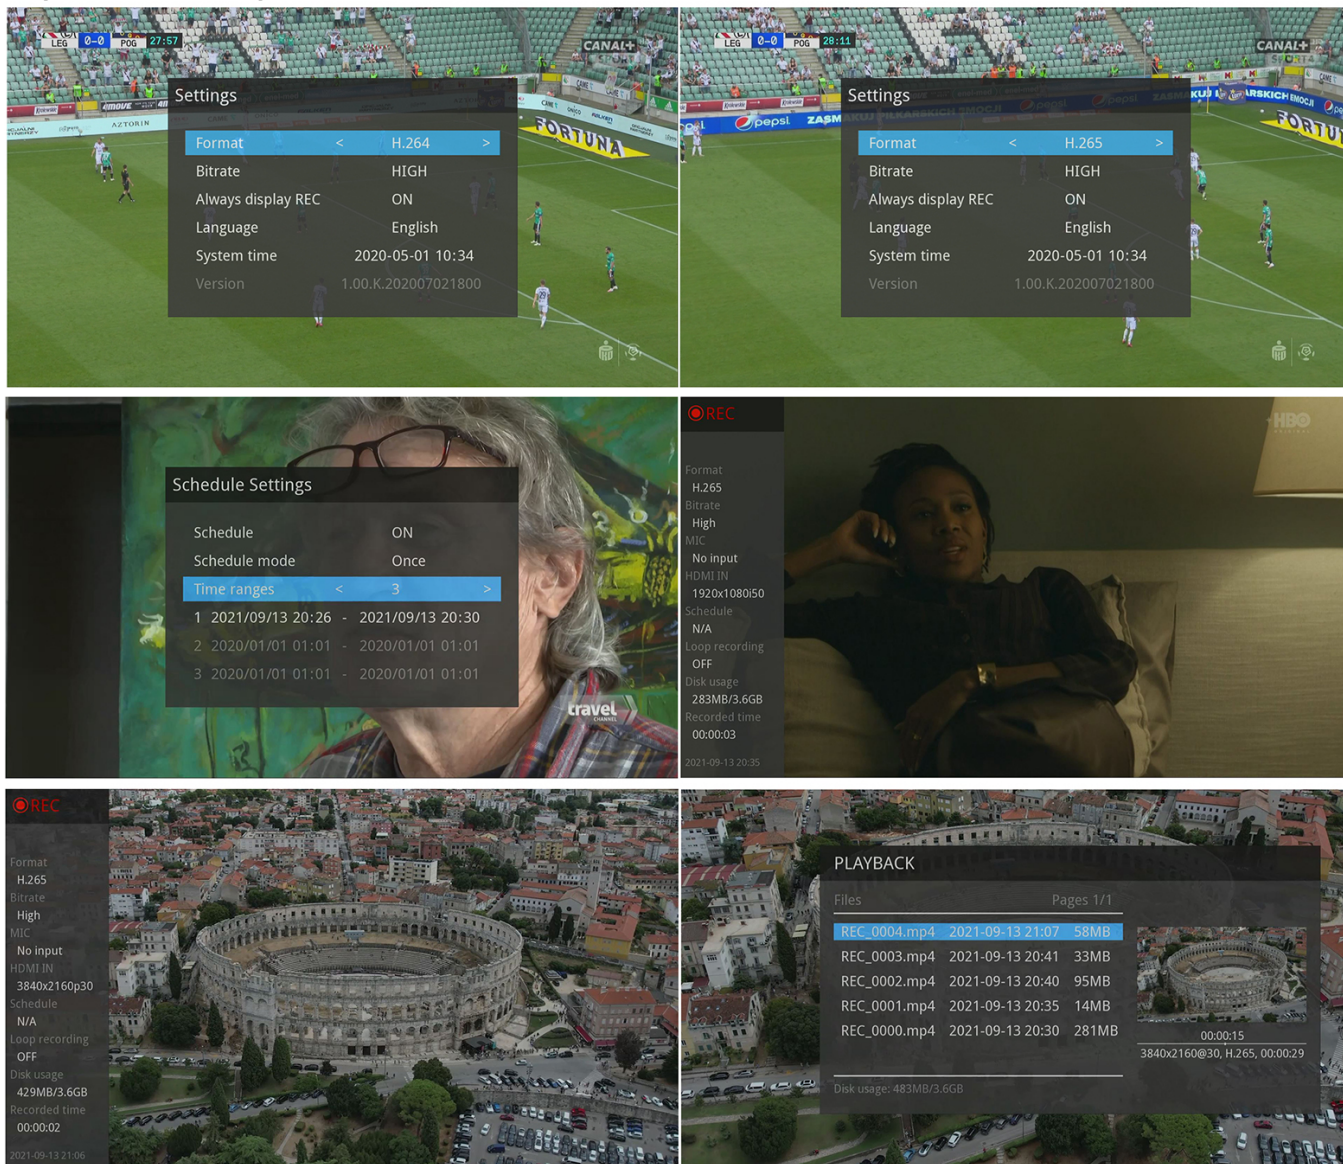 LEG 0-0 POG 27:57
CANAL+
Settings
Format < H.264 >
Bitrate HIGH
Always display REC ON
Language English
System time 2020-05-01 10:34
Version 1.00.K.202007021800
AZTORIN
FORTUNA
LEG 0-0 POG 28:11
CANAL+
SPORT4
Settings
Format < H.265 >
Bitrate HIGH
Always display REC ON
Language English
System time 2020-05-01 10:34
Version 1.00.K.202007021800
pepsi
Schedule Settings
Schedule ON
Schedule mode Once
Time ranges < 3 >
1 2021/09/13 20:26 - 2021/09/13 20:30
2 2020/01/01 01:01 - 2020/01/01 01:01
3 2020/01/01 01:01 - 2020/01/01 01:01
travel
CHANNEL
REC
HBO
Format
H.265
Bitrate
High
MIC
No input
HDMI IN
1920x1080i50
Schedule
N/A
Loop recording
OFF
Disk usage
283MB/3.6GB
Recorded time
00:00:03
2021-09-13 20:35
REC
Format
H.265
Bitrate
High
MIC
No input
HDMI IN
3840x2160p30
Schedule
N/A
Loop recording
OFF
Disk usage
429MB/3.6GB
Recorded time
00:00:02
2021-09-13 21:06
PLAYBACK
Files Pages 1/1
REC_0004.mp4 2021-09-13 21:07 58MB
REC_0003.mp4 2021-09-13 20:41 33MB
REC_0002.mp4 2021-09-13 20:40 95MB
REC_0001.mp4 2021-09-13 20:35 14MB
REC_0000.mp4 2021-09-13 20:30 281MB
00:00:15
3840x2160@30, H.265, 00:00:29
Disk usage: 483MB/3.6GB